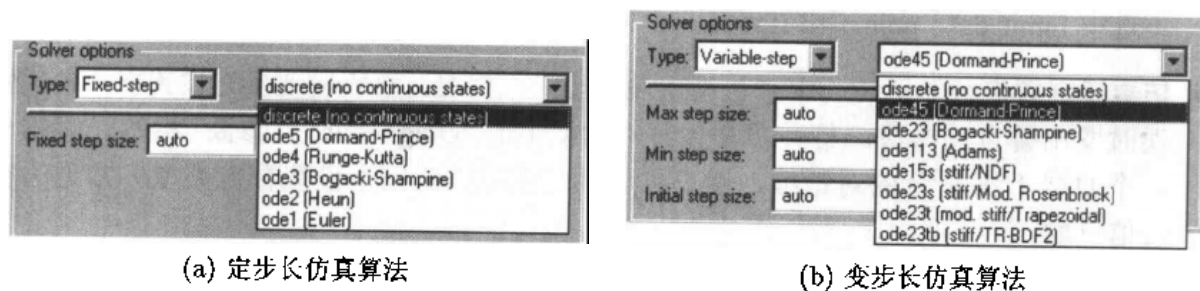 Solver options
Type: Fixed-step
discrete (no continuous states)
discrete (no continuous states)
ode5 (Dormand-Prince)
ode4 (Runge-Kutta)
ode3 (Bogacki-Shampine)
ode2 (Heun)
ode1 (Euler)
Fixed step size: auto
(a) 定步长仿真算法
Solver options
Type: Variable-step
ode45 (Dormand-Prince)
discrete (no continuous states)
ode45 (Dormand-Prince)
ode23 (Bogacki-Shampine)
ode113 (Adams)
ode15s (stiff/NDF)
ode23s (stiff/Mod. Rosenbrock)
ode23t (mod. stiff/Trapezoidal)
ode23tb (stiff/TR-BDF2)
Max step size: auto
Min step size: auto
Initial step size: auto
(b) 变步长仿真算法